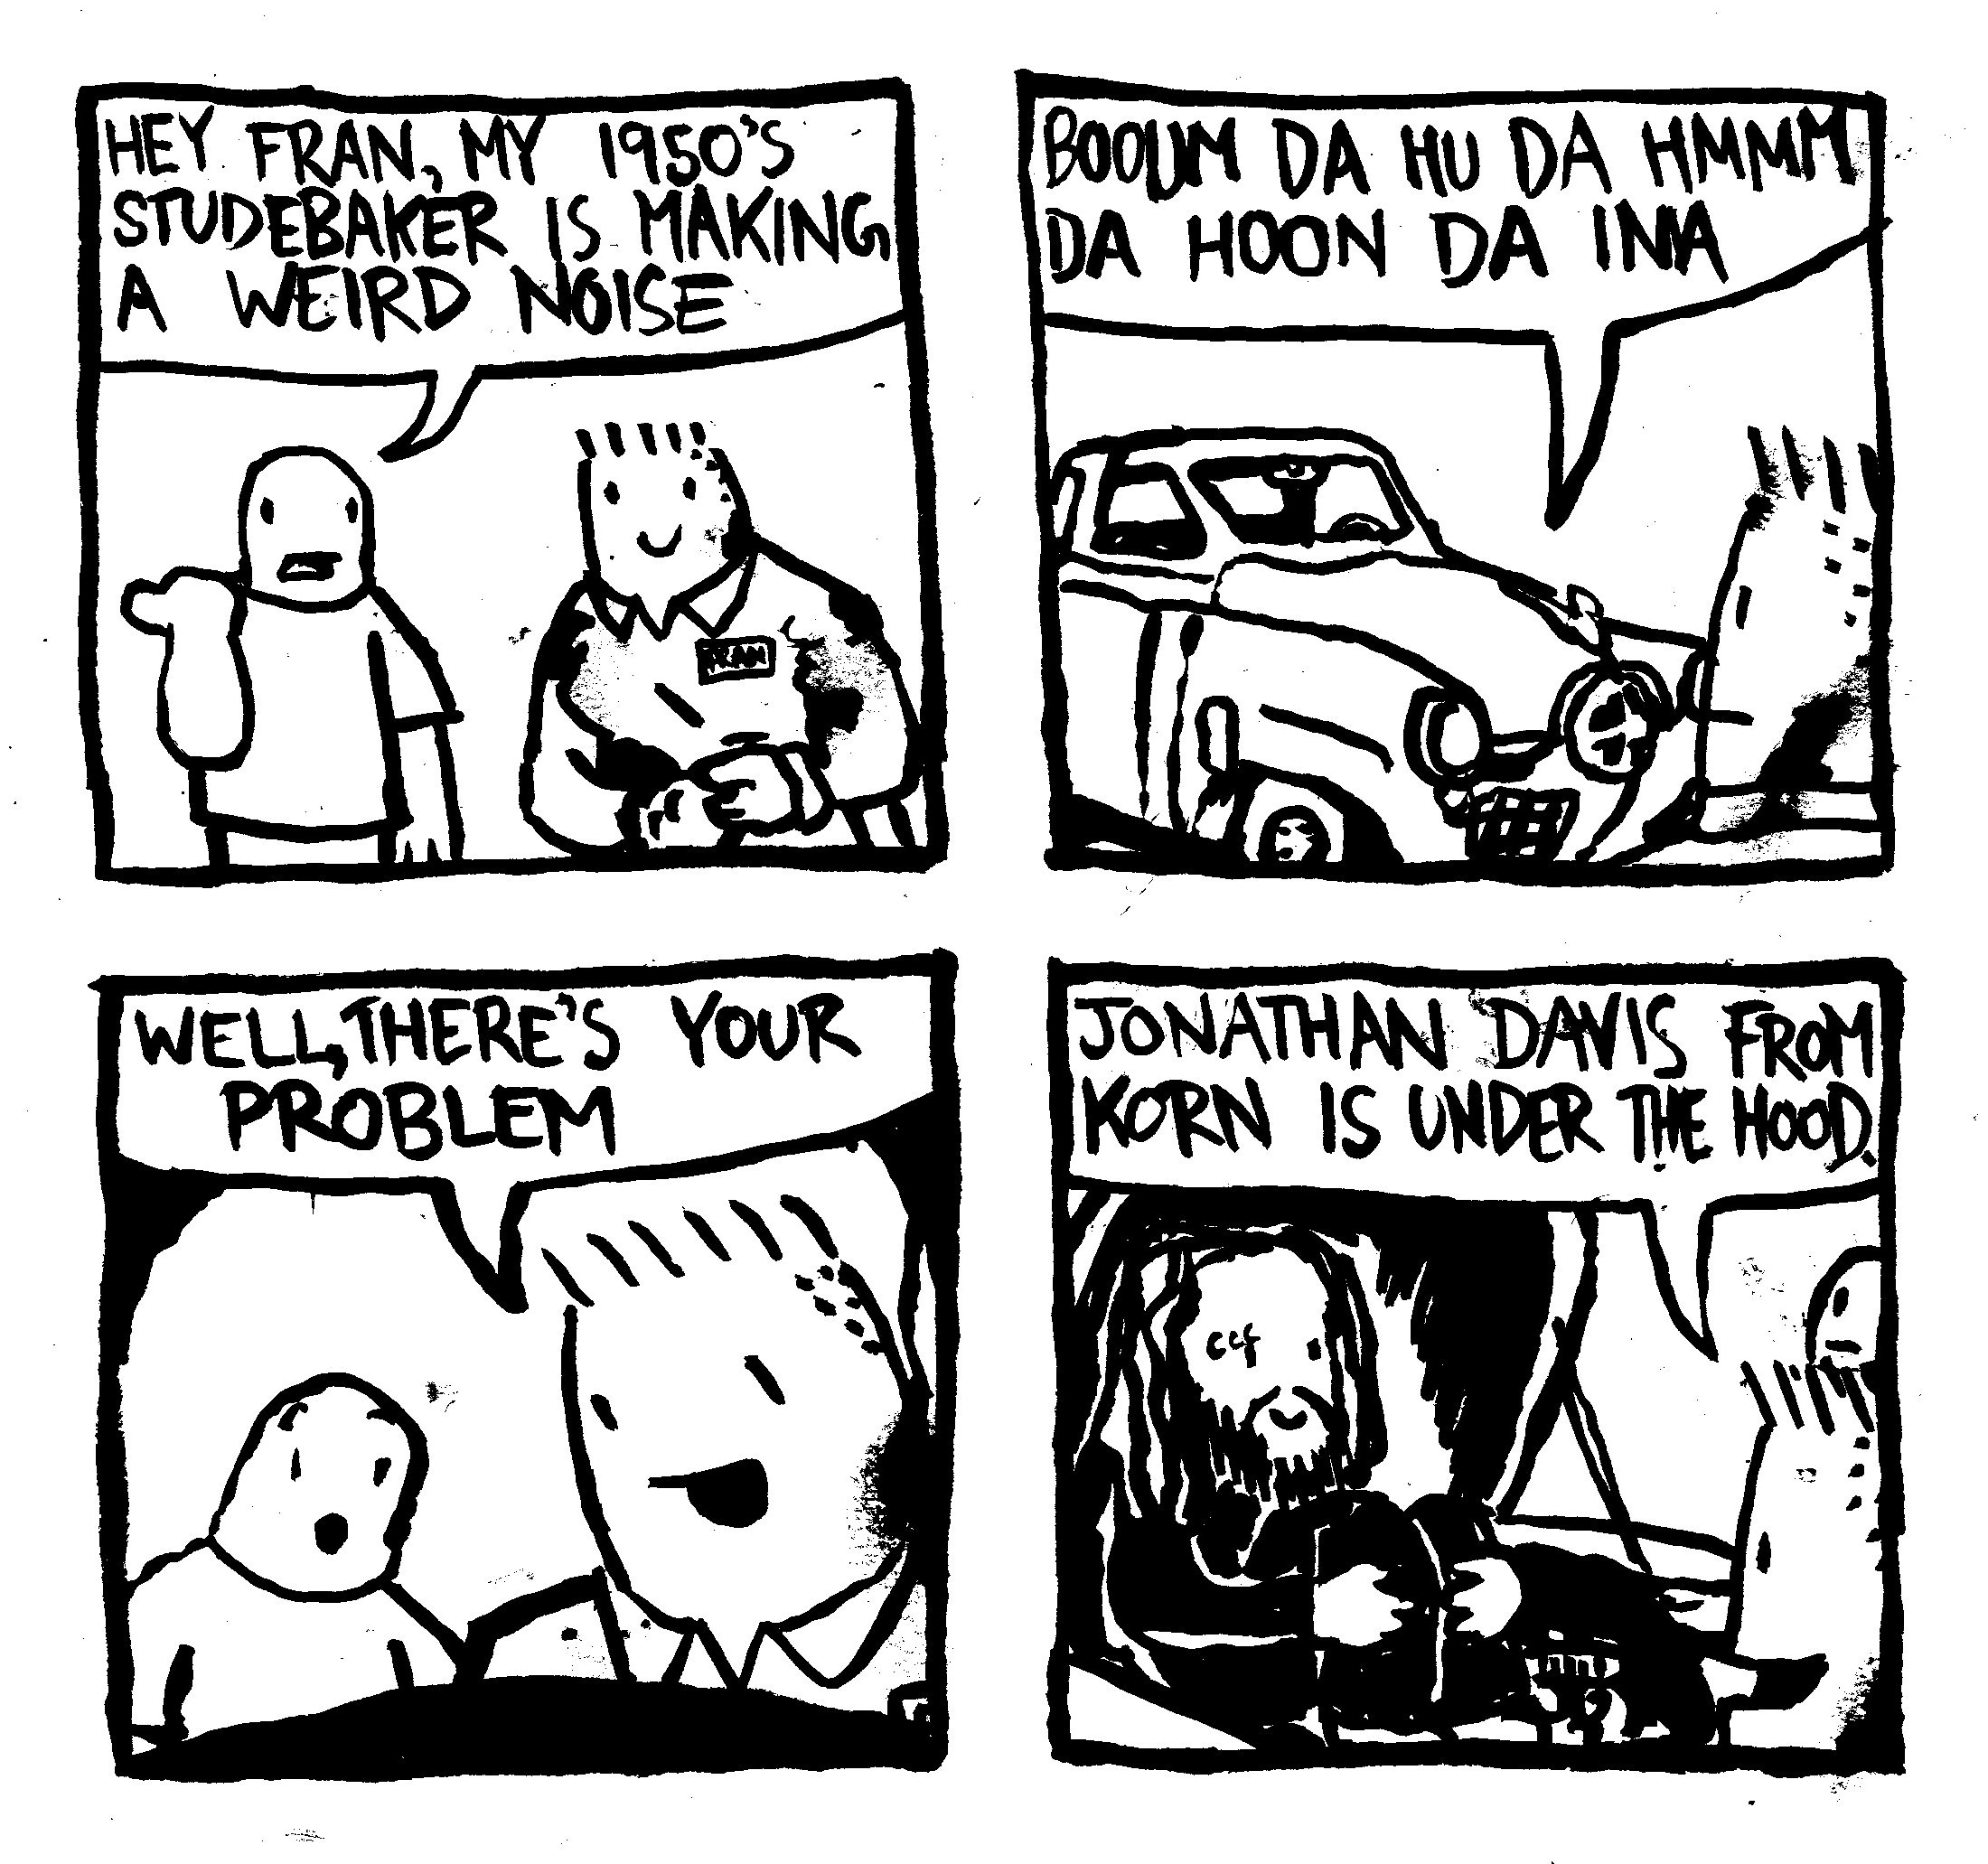 HEY FRAN, MY 1950'S
STUDEBAKER IS MAKING
A WEIRD NOISE
FRAN
BOOUM DA HU DA HMMM
DA HOON DA INA
WELL, THERE'S YOUR
PROBLEM
JONATHAN DAVIS FROM
KORN IS UNDER THE HOOD.